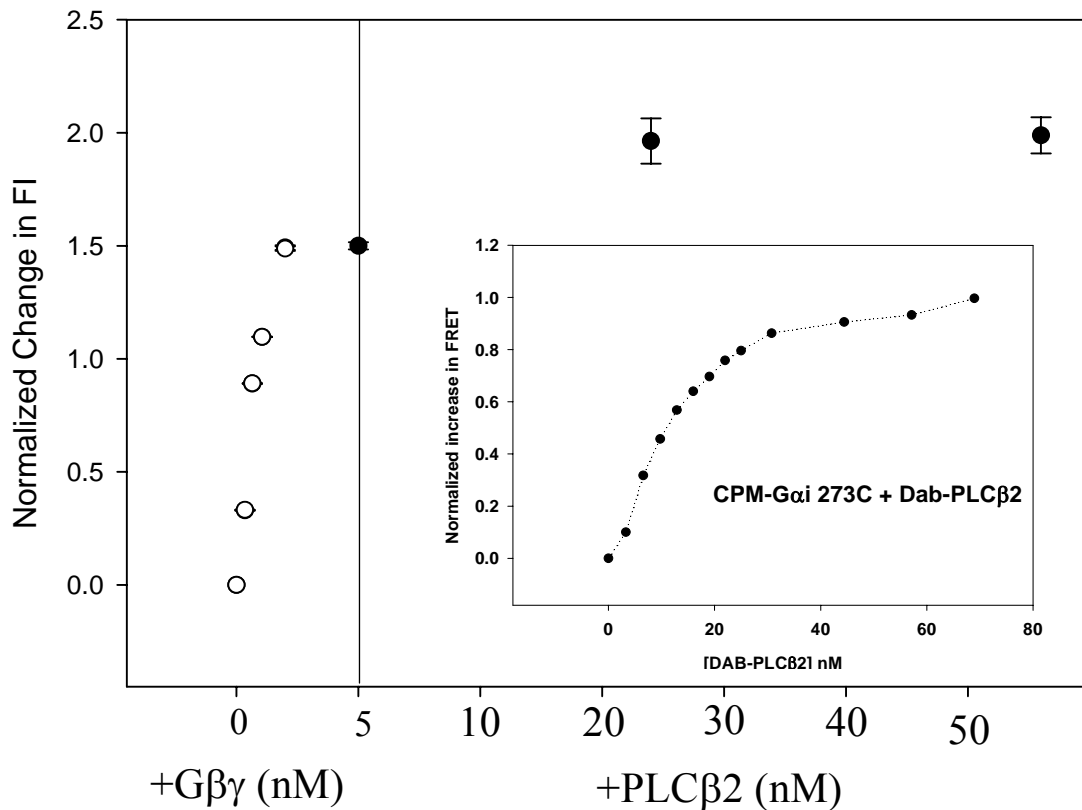 Normalized Change in FI
2.5
2.0
1.5
1.0
0.5
0.0
0 5 10 20 30 40 50
+Gβγ (nM) +PLCβ2 (nM)
Normalized increase in FRET
1.2
1.0
0.8
0.6
0.4
0.2
0.0
CPM-Gαi 273C + Dab-PLCβ2
0 20 40 60 80
[DAB-PLCß2] nM